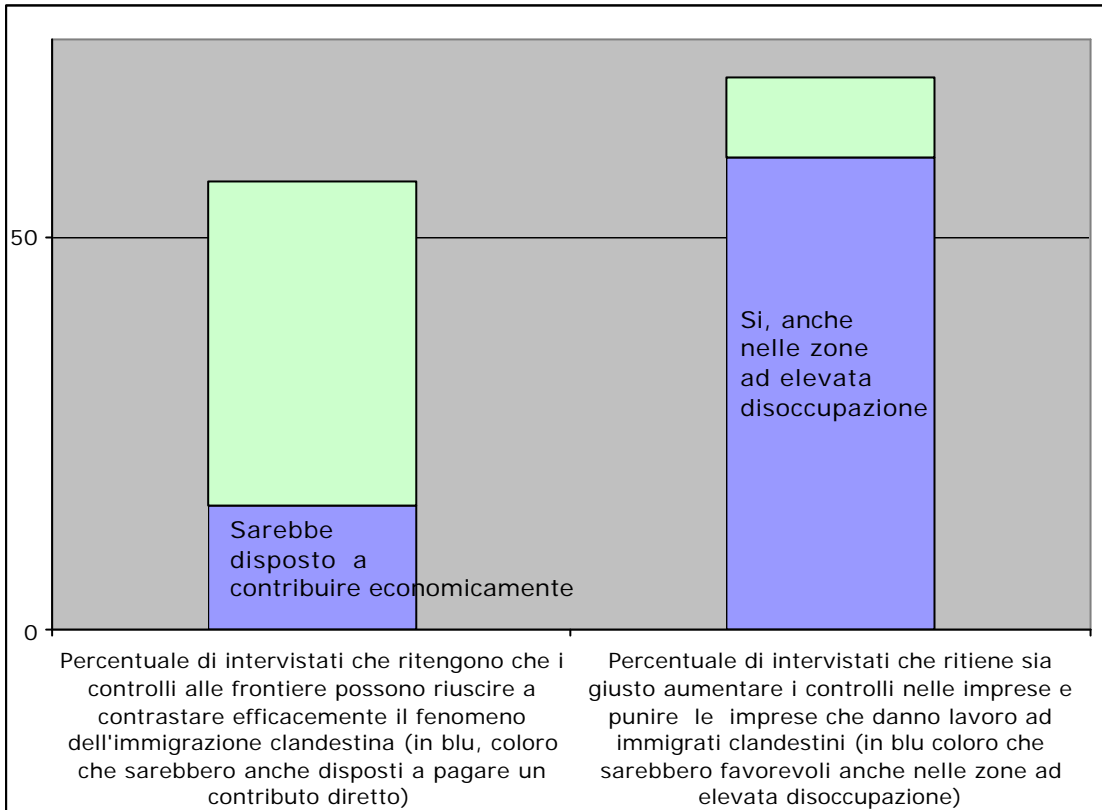 50
Si, anche
nelle zone
ad elevata
disoccupazione
Sarebbe
disposto a
contribuire economicamente
0
Percentuale di intervistati che ritengono che i
controlli alle frontiere possono riuscire a
contrastare efficacemente il fenomeno
dell'immigrazione clandestina (in blu, coloro
che sarebbero anche disposti a pagare un
contributo diretto)
Percentuale di intervistati che ritiene sia
giusto aumentare i controlli nelle imprese e
punire le imprese che danno lavoro ad
immigrati clandestini (in blu coloro che
sarebbero favorevoli anche nelle zone ad
elevata disoccupazione)